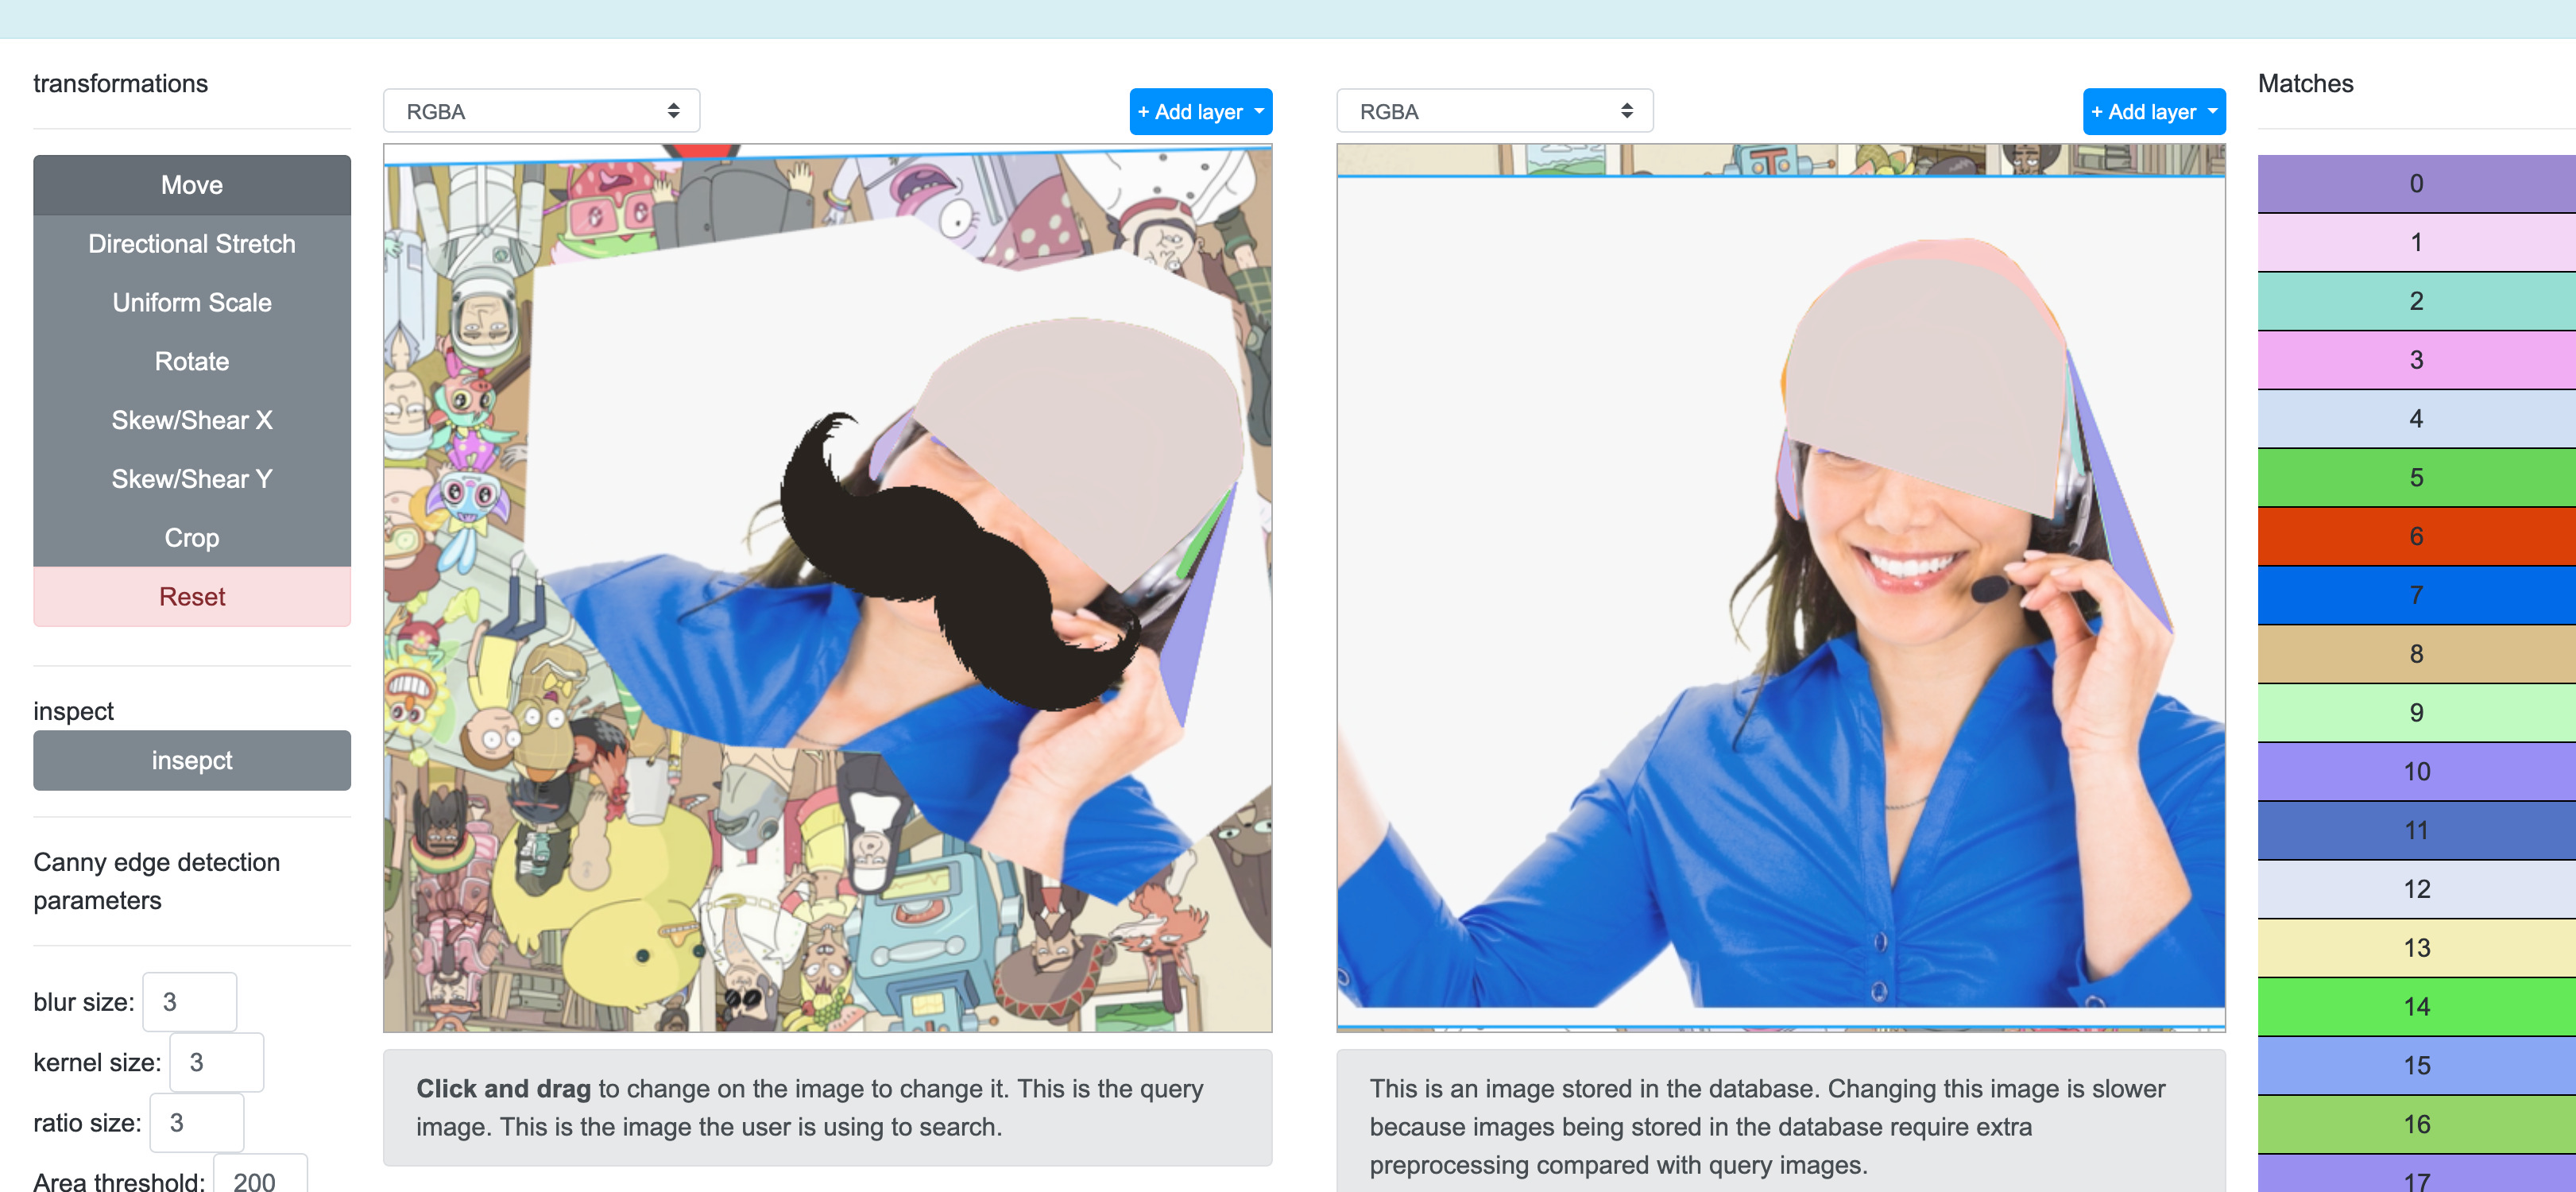 transformations
Move
Directional Stretch
Uniform Scale
Rotate
Skew/Shear X
Skew/Shear Y
Crop
Reset
inspect
insepct
Canny edge detection
parameters
blur size: 3
kernel size: 3
ratio size: 3
Area threshold: 200
RGBA
+ Add layer
Click and drag to change on the image to change it. This is the query
image. This is the image the user is using to search.
RGBA
+ Add layer
This is an image stored in the database. Changing this image is slower
because images being stored in the database require extra
preprocessing compared with query images.
Matches
0
1
2
3
4
5
6
7
8
9
10
11
12
13
14
15
16
17